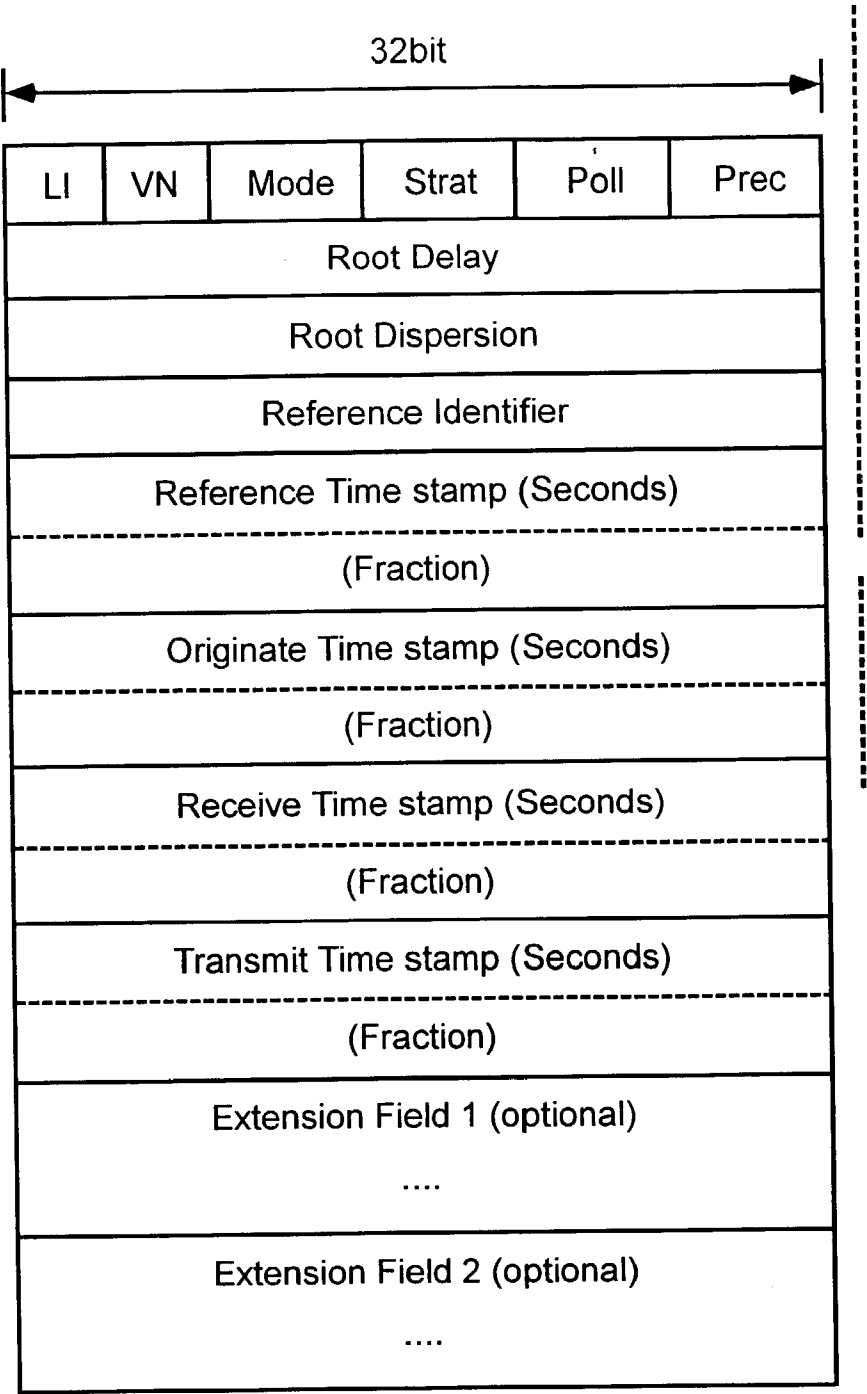 32bit
LI VN Mode Strat Poll Prec
Root Delay
Root Dispersion
Reference Identifier
Reference Time stamp (Seconds)
(Fraction)
Originate Time stamp (Seconds)
(Fraction)
Receive Time stamp (Seconds)
(Fraction)
Transmit Time stamp (Seconds)
(Fraction)
Extension Field 1 (optional)
....
Extension Field 2 (optional)
....